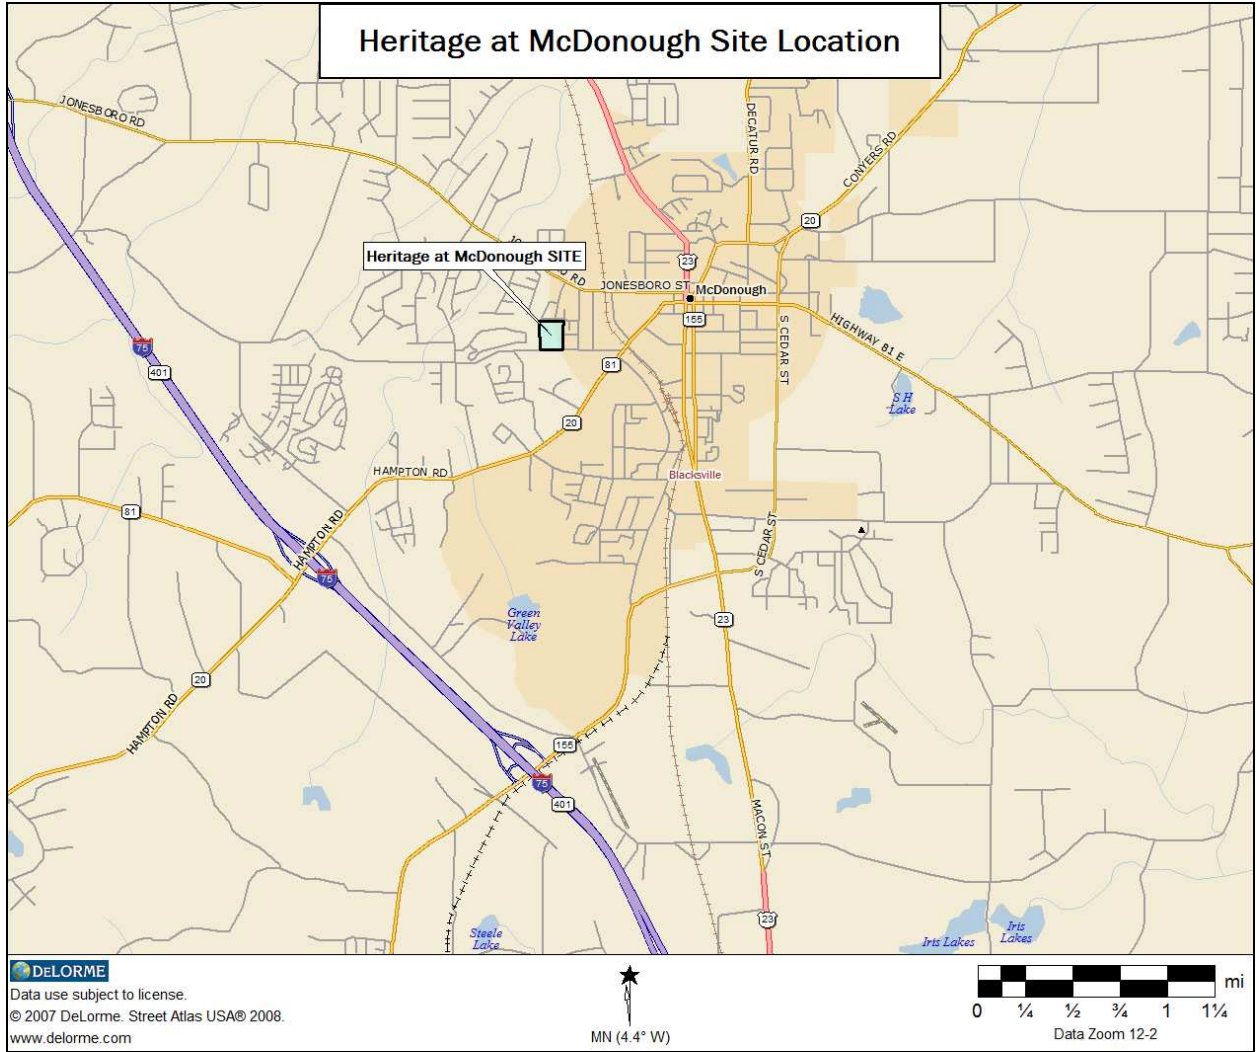 Heritage at McDonough Site Location
JONESBORO RD
DECATUR RD
CONYERS RD
20
Heritage at McDonough SITE
23
JONESBORO ST
McDonough
155
HIGHWAY 81 E
S CEDAR ST
75
401
81
S H
Lake
20
HAMPTON RD
Blacksville
81
HAMPTON RD
S CEDAR ST
75
Green
Valley
Lake
23
20
HAMPTON RD
155
75
401
MACON ST
23
Steele
Lake
Iris Lakes
Iris
Lakes
DELORME
Data use subject to license.
© 2007 DeLorme. Street Atlas USA® 2008.
www.delorme.com
MN (4.4° W)
mi
0 ¼ ½ ¾ 1 1¼
Data Zoom 12-2